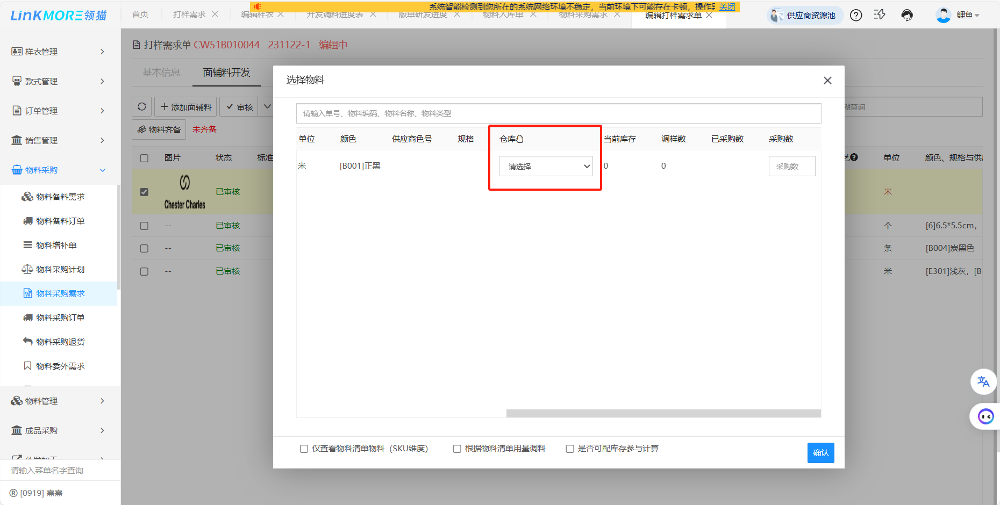 LinKMORE领猫
首页
打样需求
编辑样衣
开发调料进度表
版单研发进度
物料入库单
物料采购需求
编辑打样需求单
系统智能检测到您所在的系统网络环境不稳定，当前环境下可能存在卡顿，操作
关闭
供应商资源池
鲤鱼
样衣管理
款式管理
订单管理
销售管理
物料采购
物料备料需求
物料备料订单
物料增补单
物料采购计划
物料采购需求
物料采购订单
物料采购退货
物料委外需求
物料管理
成品采购
请输入菜单名字查询
® [0919] 熹熹
打样需求单 CW51B010044 231122-1 编辑中
基本信息
面辅料开发
添加面辅料
审核
物料齐备
未齐备
糊查询
图片 状态 标准
单位 颜色、规格与供
Chester Charles
已审核
米
-- 已审核 个 [6]6.5*5.5cm,
-- 已审核 条 [B004]炭黑色
-- 已审核 米 [E301]浅灰，[B
选择物料
请输入单号、物料编码、物料名称、物料类型
单位 颜色 供应商色号 规格 仓库 当前库存 调样数 已采购数 采购数
米 [B001]正黑 请选择 0 0 采购数
仅查看物料清单物料（SKU维度）
根据物料清单用量调料
是否可配库存参与计算
确认